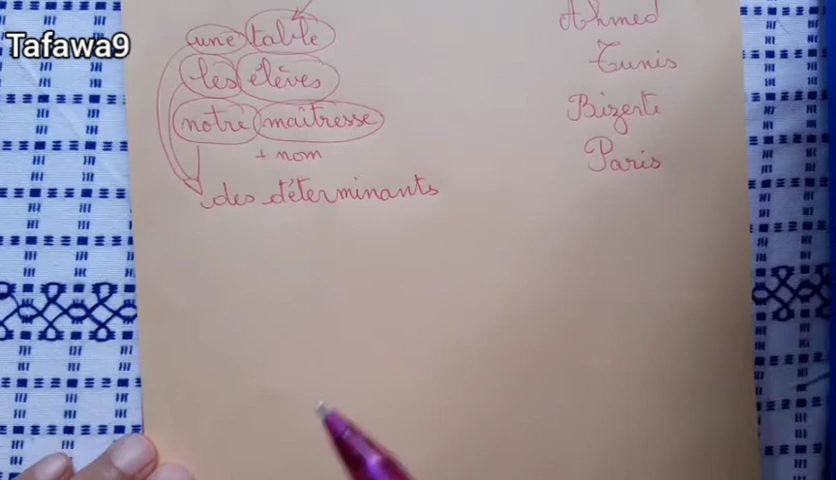 Tafawa9
une table
les élèves
notre maîtresse
+ nom
des déterminants
Ahmed
Tunis
Bizerte
Paris